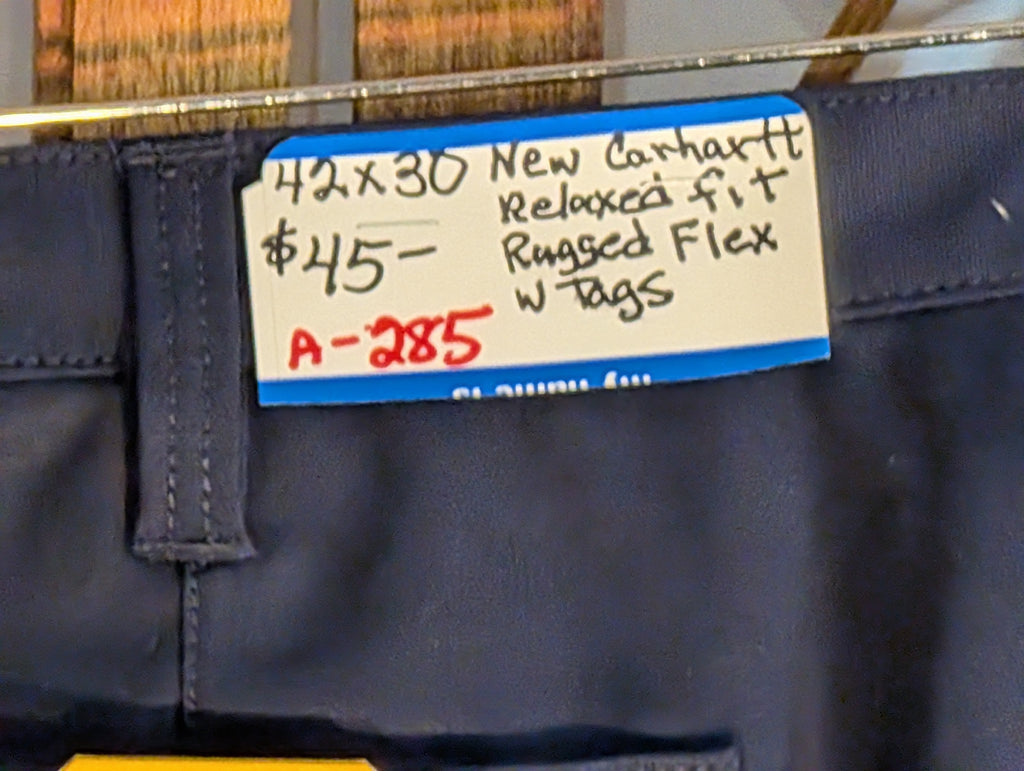 42x30 New Carhartt
$45- Relaxed fit
Rugged Flex
W Tags
A-285